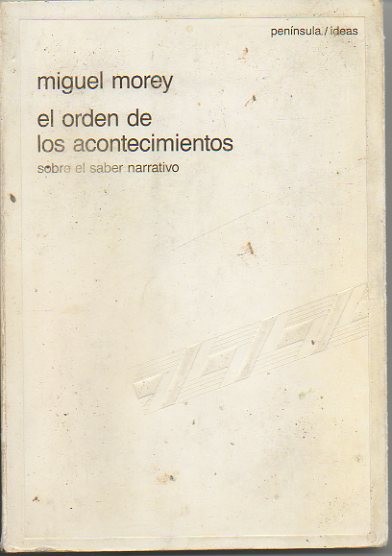 península / ideas
miguel morey
el orden de
los acontecimientos
sobre el saber narrativo